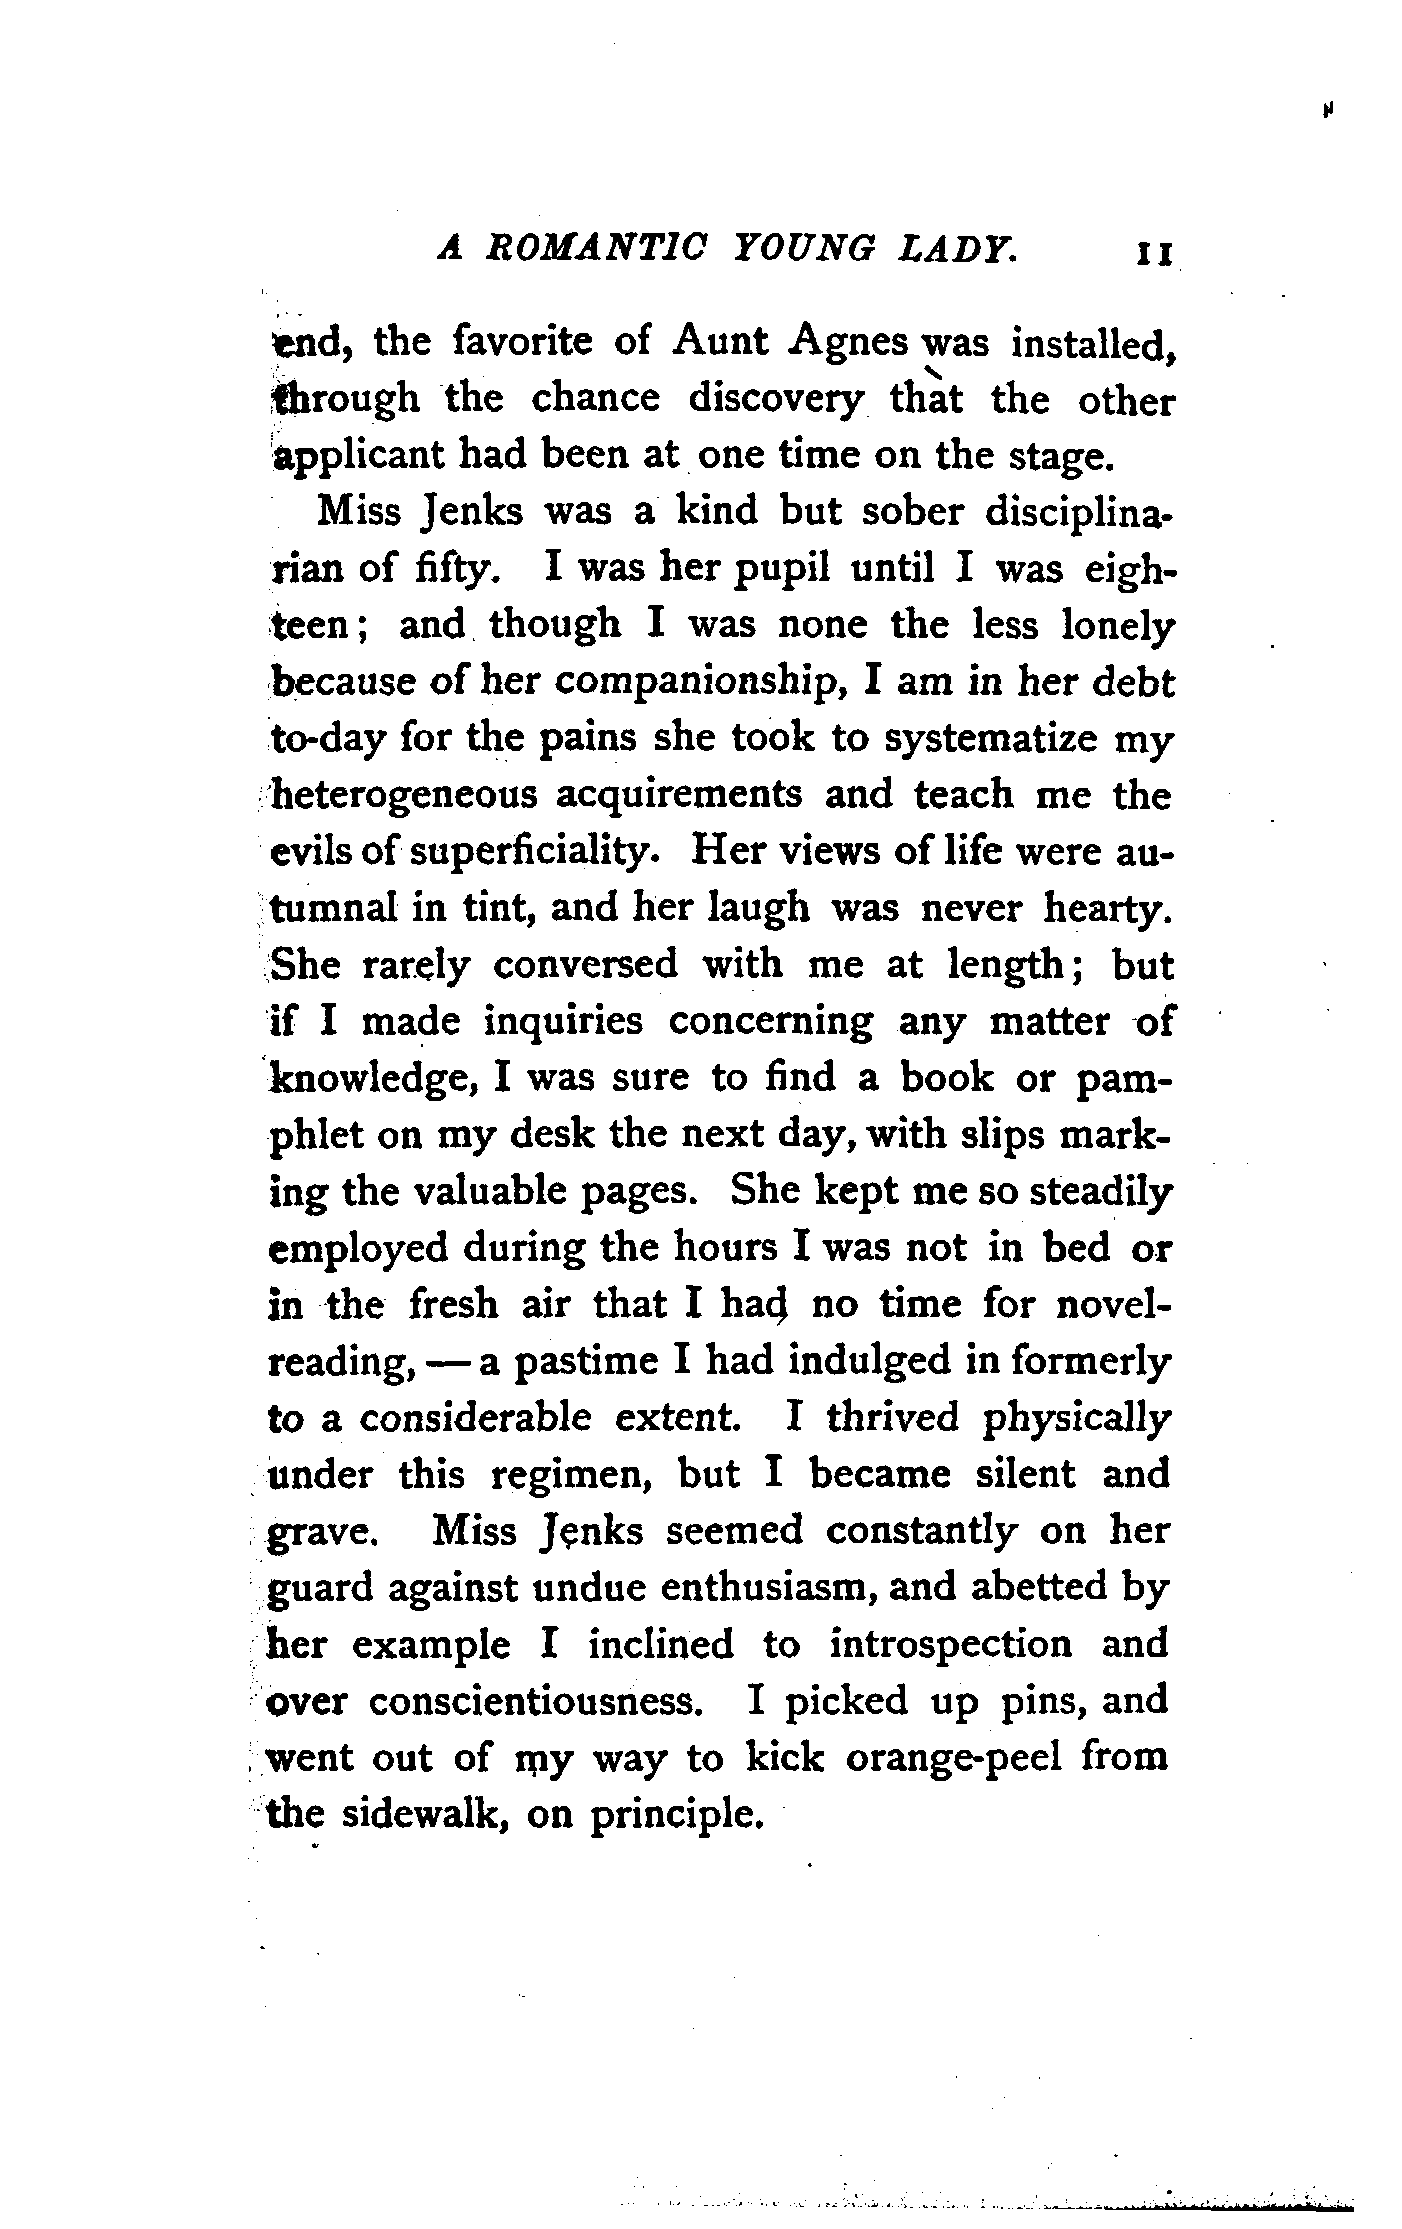 A ROMANTIC YOUNG LADY. 11
end, the favorite of Aunt Agnes was installed,
through the chance discovery that the other
applicant had been at one time on the stage.
Miss Jenks was a kind but sober disciplina-
rian of fifty. I was her pupil until I was eigh-
teen; and though I was none the less lonely
because of her companionship, I am in her debt
to-day for the pains she took to systematize my
heterogeneous acquirements and teach me the
evils of superficiality. Her views of life were au-
tumnal in tint, and her laugh was never hearty.
She rarely conversed with me at length; but
if I made inquiries concerning any matter of
knowledge, I was sure to find a book or pam-
phlet on my desk the next day, with slips mark-
ing the valuable pages. She kept me so steadily
employed during the hours I was not in bed or
in the fresh air that I had no time for novel-
reading, — a pastime I had indulged in formerly
to a considerable extent. I thrived physically
under this regimen, but I became silent and
grave. Miss Jenks seemed constantly on her
guard against undue enthusiasm, and abetted by
her example I inclined to introspection and
over conscientiousness. I picked up pins, and
went out of my way to kick orange-peel from
the sidewalk, on principle.